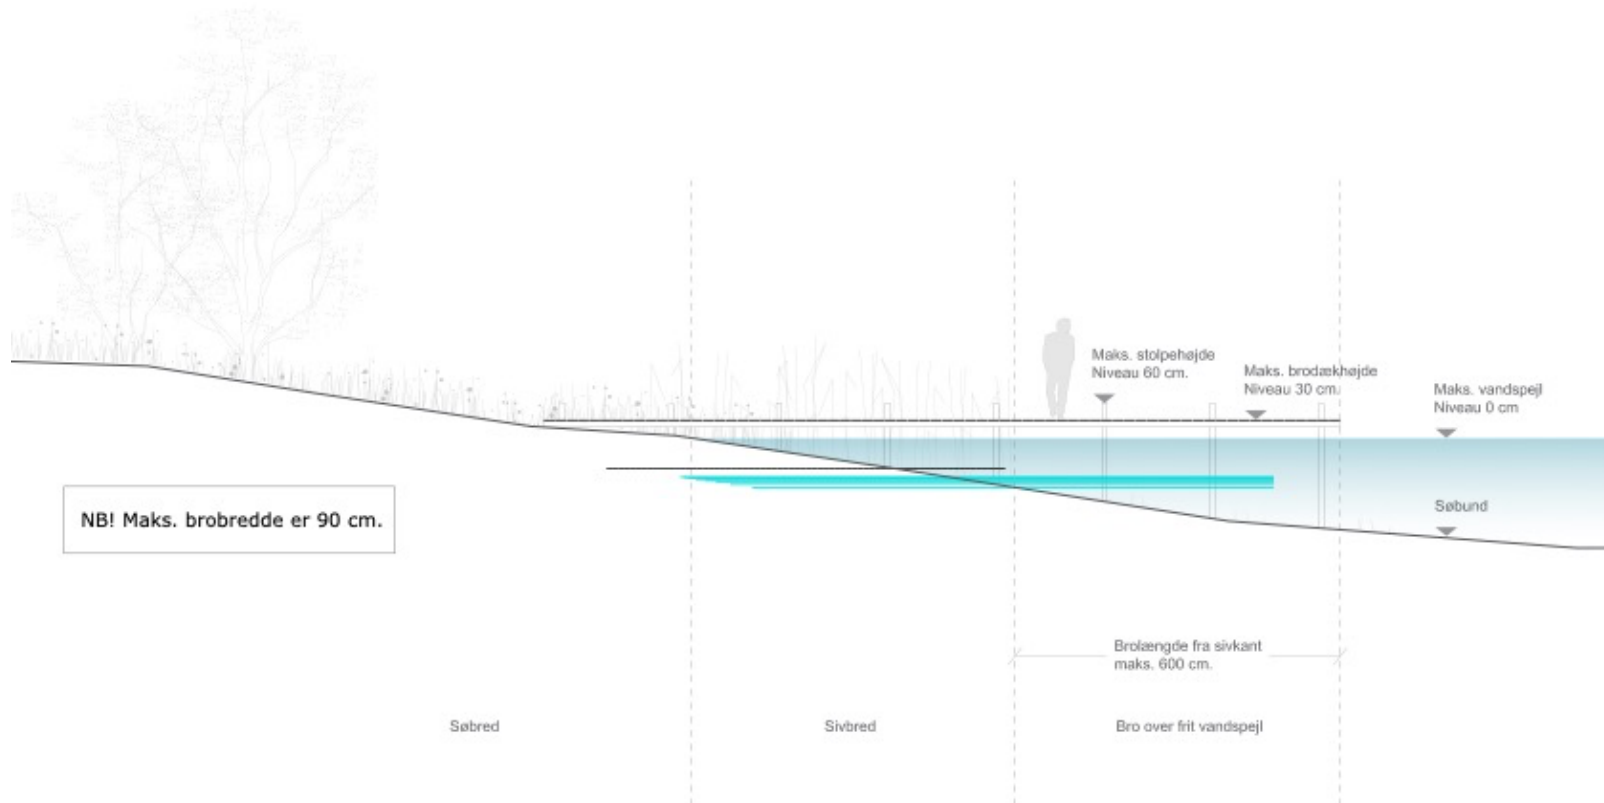 Maks. stolpehøjde
Niveau 60 cm.
Maks. brodækhøjde
Niveau 30 cm.
Maks. vandspejl
Niveau 0 cm
Søbund
NB! Maks. brobredde er 90 cm.
Brolængde fra sivkant
maks. 600 cm.
Søbred
Sivbred
Bro over frit vandspejl